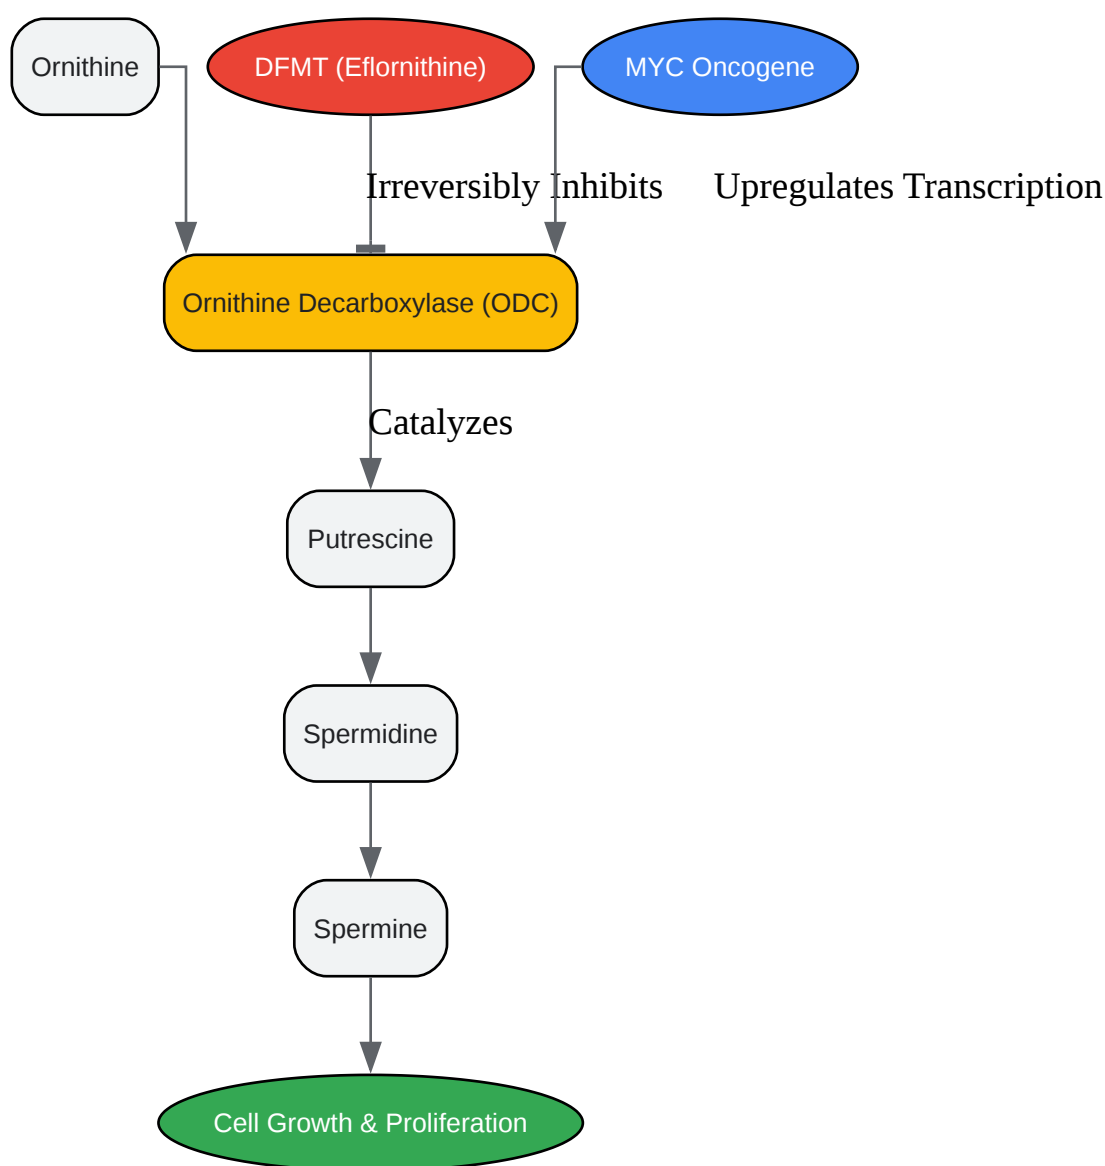 Ornithine
DFMT (Eflornithine)
MYC Oncogene
Irreversibly Inhibits
Upregulates Transcription
Ornithine Decarboxylase (ODC)
Catalyzes
Putrescine
Spermidine
Spermine
Cell Growth & Proliferation